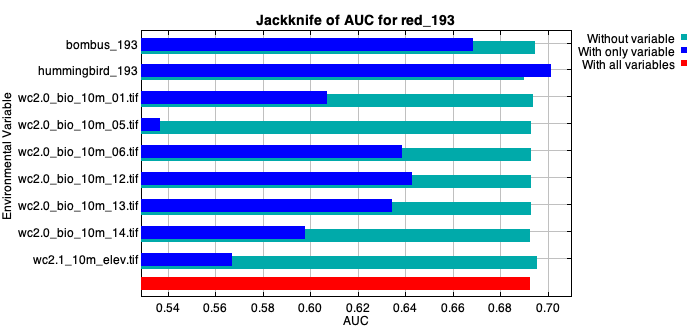 Jackknife of AUC for red_193
Without variable
With only variable
With all variables
Environmental Variable
bombus_193
hummingbird_193
wc2.0_bio_10m_01.tif
wc2.0_bio_10m_05.tif
wc2.0_bio_10m_06.tif
wc2.0_bio_10m_12.tif
wc2.0_bio_10m_13.tif
wc2.0_bio_10m_14.tif
wc2.1_10m_elev.tif
0.54 0.56 0.58 0.60 0.62 0.64 0.66 0.68 0.70
AUC